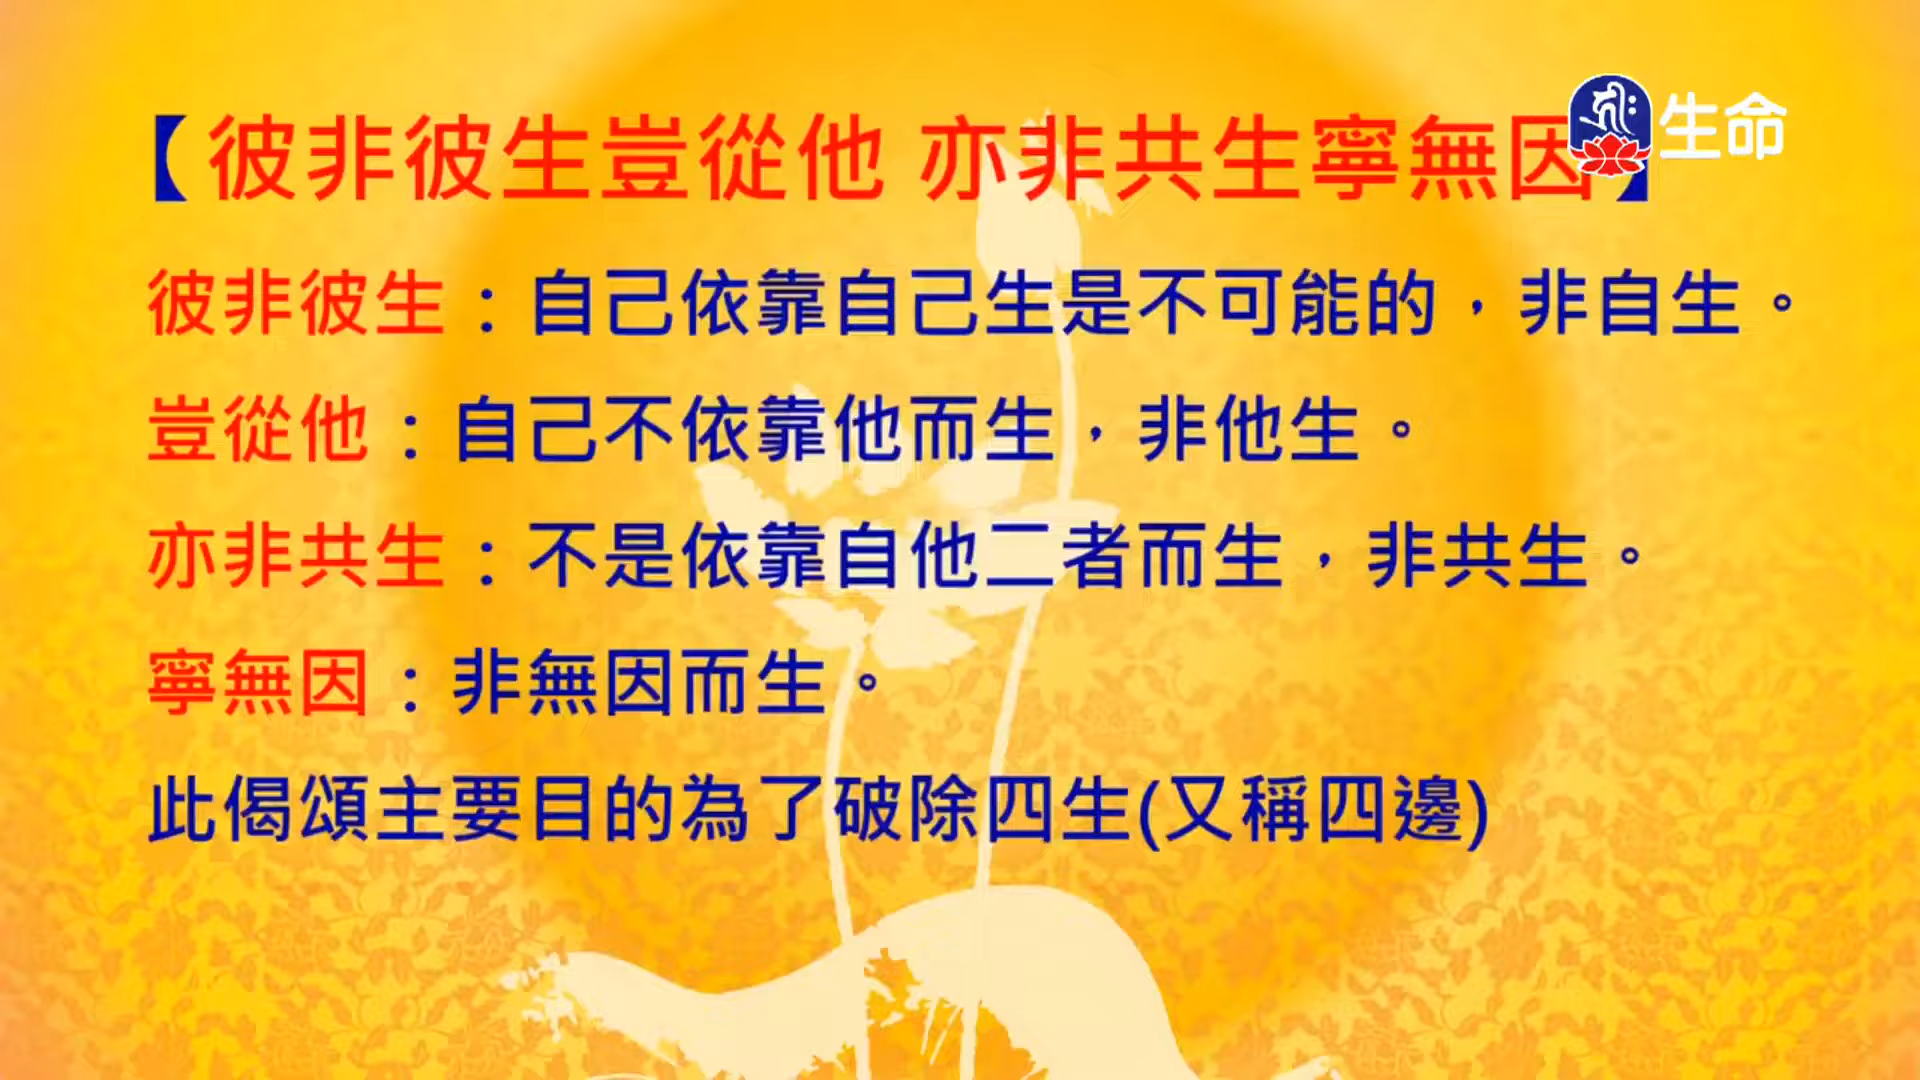 【彼非彼生豈從他 亦非共生寧無因】
生命
彼非彼生：自己依靠自己生是不可能的，非自生。
豈從他：自己不依靠他而生，非他生。
亦非共生：不是依靠自他二者而生，非共生。
寧無因：非無因而生。
此偈頌主要目的為了破除四生(又稱四邊)